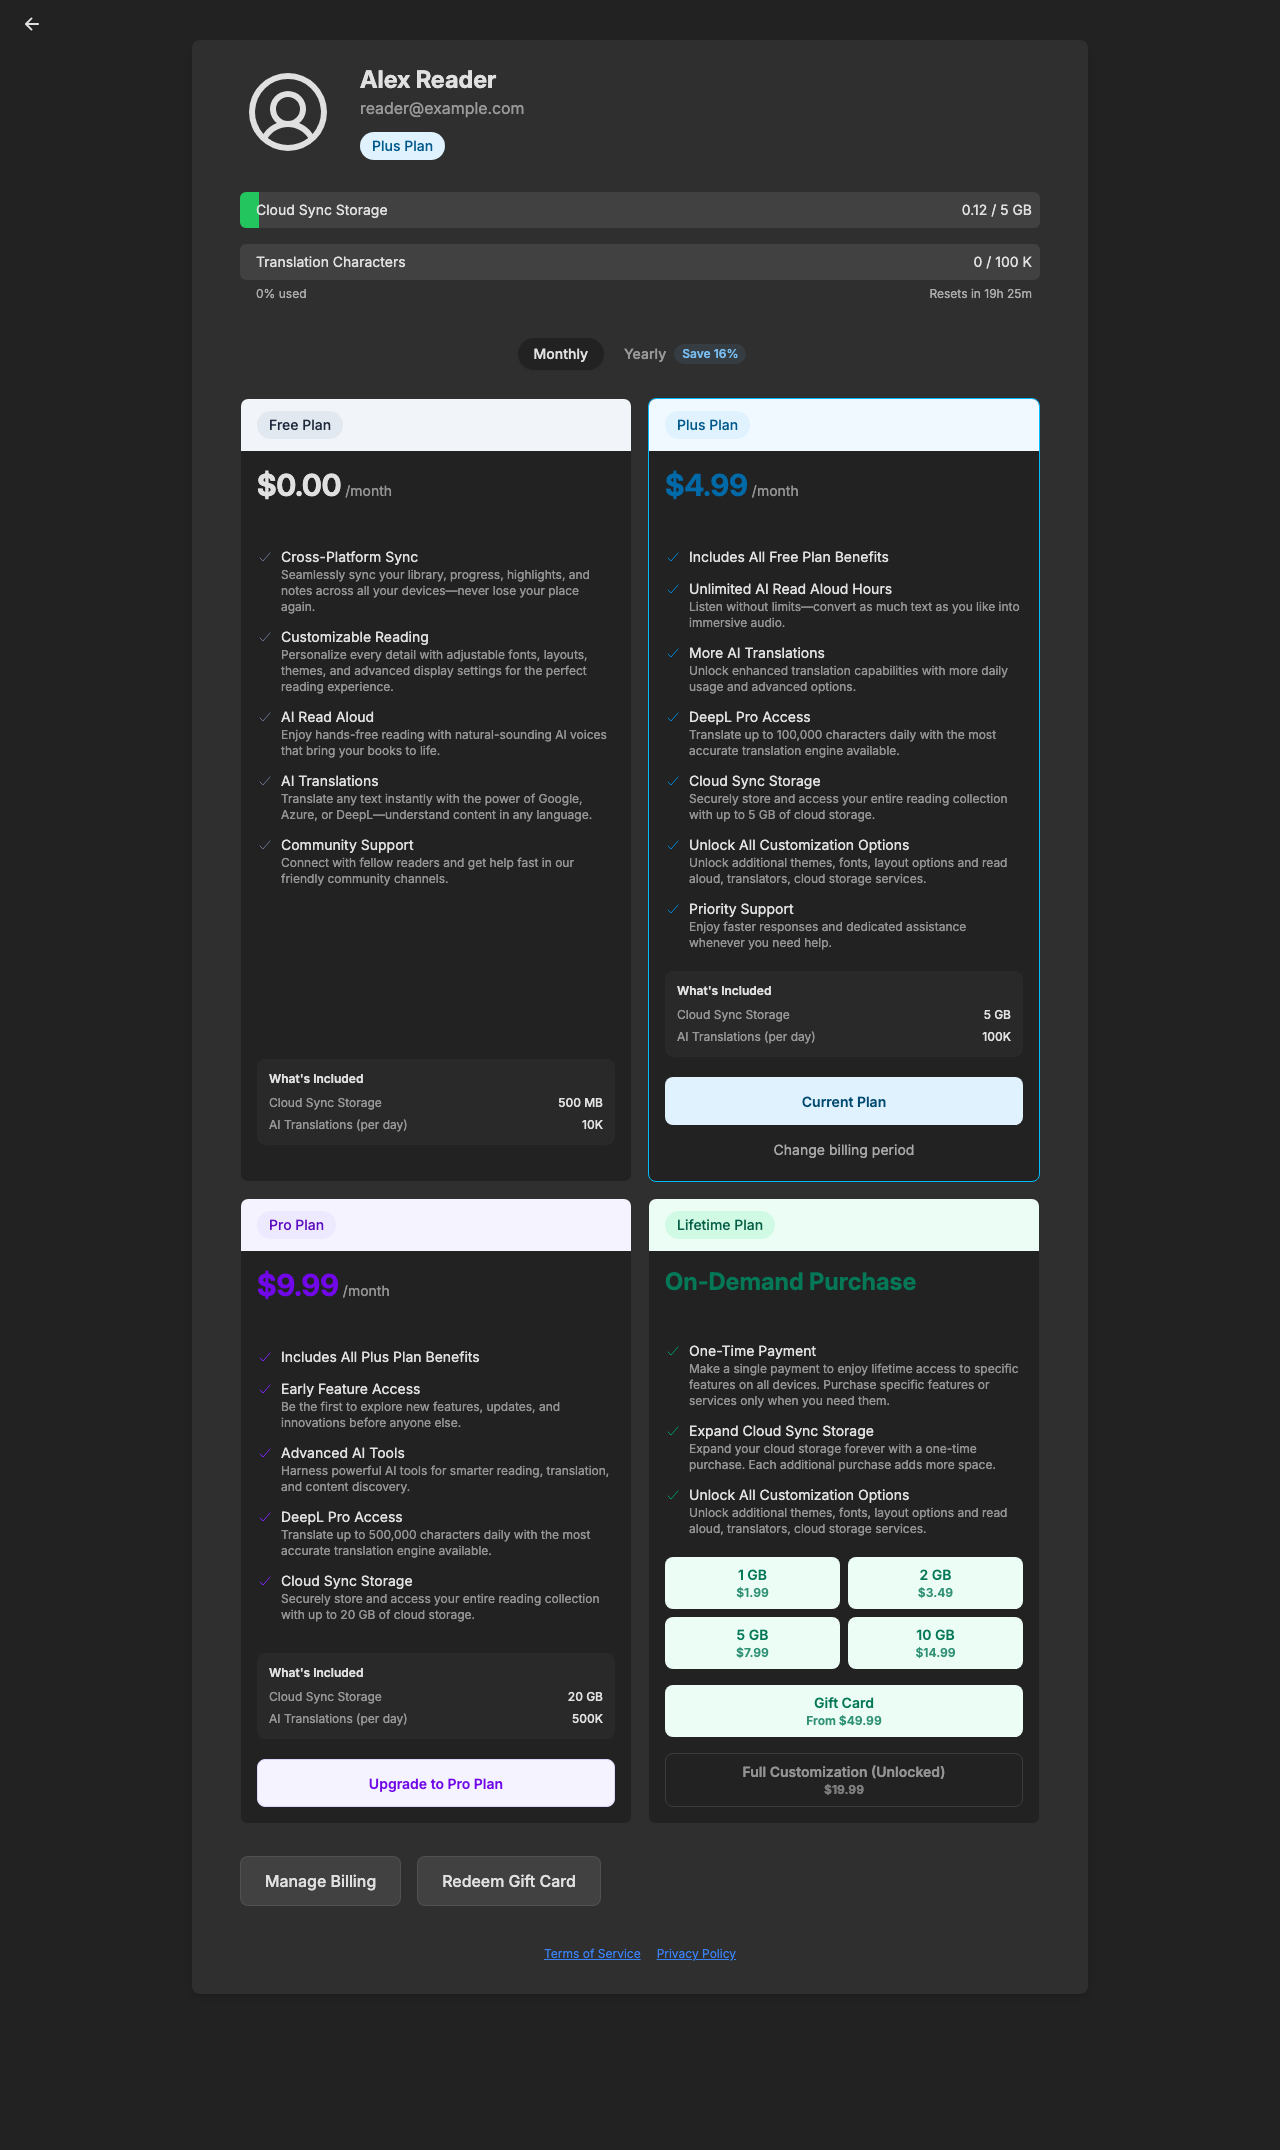 Alex Reader
reader@example.com
Plus Plan
Cloud Sync Storage 0.12 / 5 GB
Translation Characters 0 / 100 K
0% used Resets in 19h 25m
Monthly Yearly Save 16%
Free Plan
$0.00 /month
Cross-Platform Sync
Seamlessly sync your library, progress, highlights, and
notes across all your devices—never lose your place
again.
Customizable Reading
Personalize every detail with adjustable fonts, layouts,
themes, and advanced display settings for the perfect
reading experience.
AI Read Aloud
Enjoy hands-free reading with natural-sounding AI voices
that bring your books to life.
AI Translations
Translate any text instantly with the power of Google,
Azure, or DeepL—understand content in any language.
Community Support
Connect with fellow readers and get help fast in our
friendly community channels.
What's Included
Cloud Sync Storage 500 MB
AI Translations (per day) 10K
Plus Plan
$4.99 /month
Includes All Free Plan Benefits
Unlimited AI Read Aloud Hours
Listen without limits—convert as much text as you like into
immersive audio.
More AI Translations
Unlock enhanced translation capabilities with more daily
usage and advanced options.
DeepL Pro Access
Translate up to 100,000 characters daily with the most
accurate translation engine available.
Cloud Sync Storage
Securely store and access your entire reading collection
with up to 5 GB of cloud storage.
Unlock All Customization Options
Unlock additional themes, fonts, layout options and read
aloud, translators, cloud storage services.
Priority Support
Enjoy faster responses and dedicated assistance
whenever you need help.
What's Included
Cloud Sync Storage 5 GB
AI Translations (per day) 100K
Current Plan
Change billing period
Pro Plan
$9.99 /month
Includes All Plus Plan Benefits
Early Feature Access
Be the first to explore new features, updates, and
innovations before anyone else.
Advanced AI Tools
Harness powerful AI tools for smarter reading, translation,
and content discovery.
DeepL Pro Access
Translate up to 500,000 characters daily with the most
accurate translation engine available.
Cloud Sync Storage
Securely store and access your entire reading collection
with up to 20 GB of cloud storage.
What's Included
Cloud Sync Storage 20 GB
AI Translations (per day) 500K
Upgrade to Pro Plan
Lifetime Plan
On-Demand Purchase
One-Time Payment
Make a single payment to enjoy lifetime access to specific
features on all devices. Purchase specific features or
services only when you need them.
Expand Cloud Sync Storage
Expand your cloud storage forever with a one-time
purchase. Each additional purchase adds more space.
Unlock All Customization Options
Unlock additional themes, fonts, layout options and read
aloud, translators, cloud storage services.
1 GB 2 GB
$1.99 $3.49
5 GB 10 GB
$7.99 $14.99
Gift Card
From $49.99
Full Customization (Unlocked)
$19.99
Manage Billing Redeem Gift Card
Terms of Service Privacy Policy